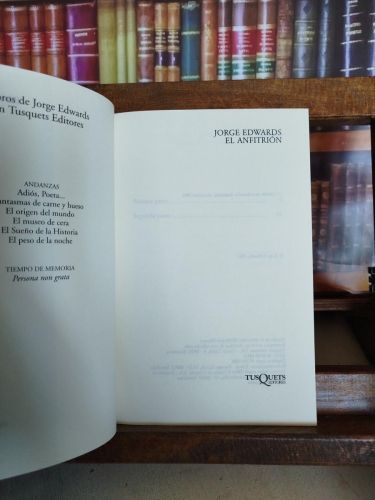 ros de Jorge Edwards
n Tusquets Editores
ANDANZAS
Adiós, Poeta...
antasmas de carne y hueso
El origen del mundo
El museo de cera
El Sueño de la Historia
El peso de la noche
TIEMPO DE MEMORIA
Persona non grata
JORGE EDWARDS
EL ANFITRIÓN
TUSQUETS
EDITORES